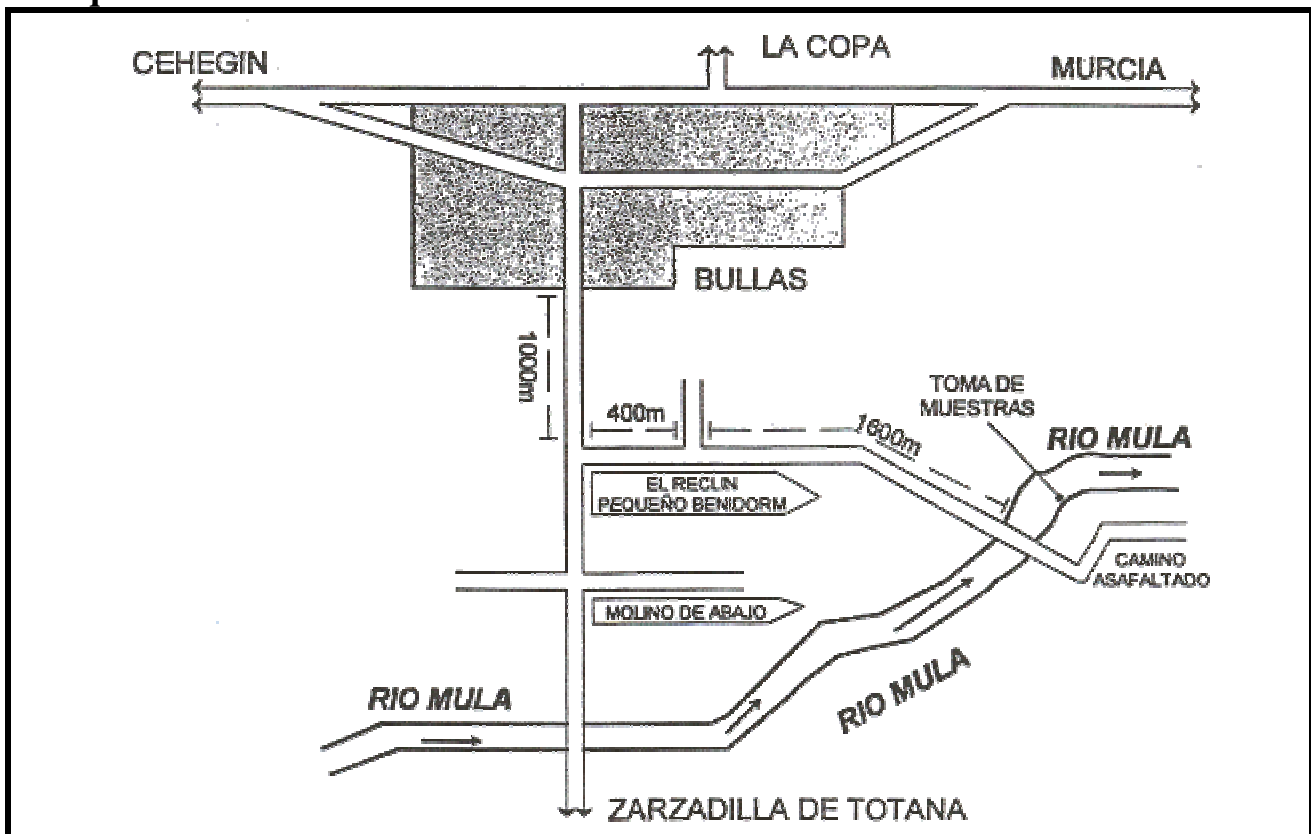 LA COPA
CEHEGIN
MURCIA
BULLAS
1000m
400m
1600m
TOMA DE
MUESTRAS
RIO MULA
EL RECLIN
PEQUEÑO BENIDORM
CAMINO
ASAFALTADO
MOLINO DE ABAJO
RIO MULA
RIO MULA
ZARZADILLA DE TOTANA